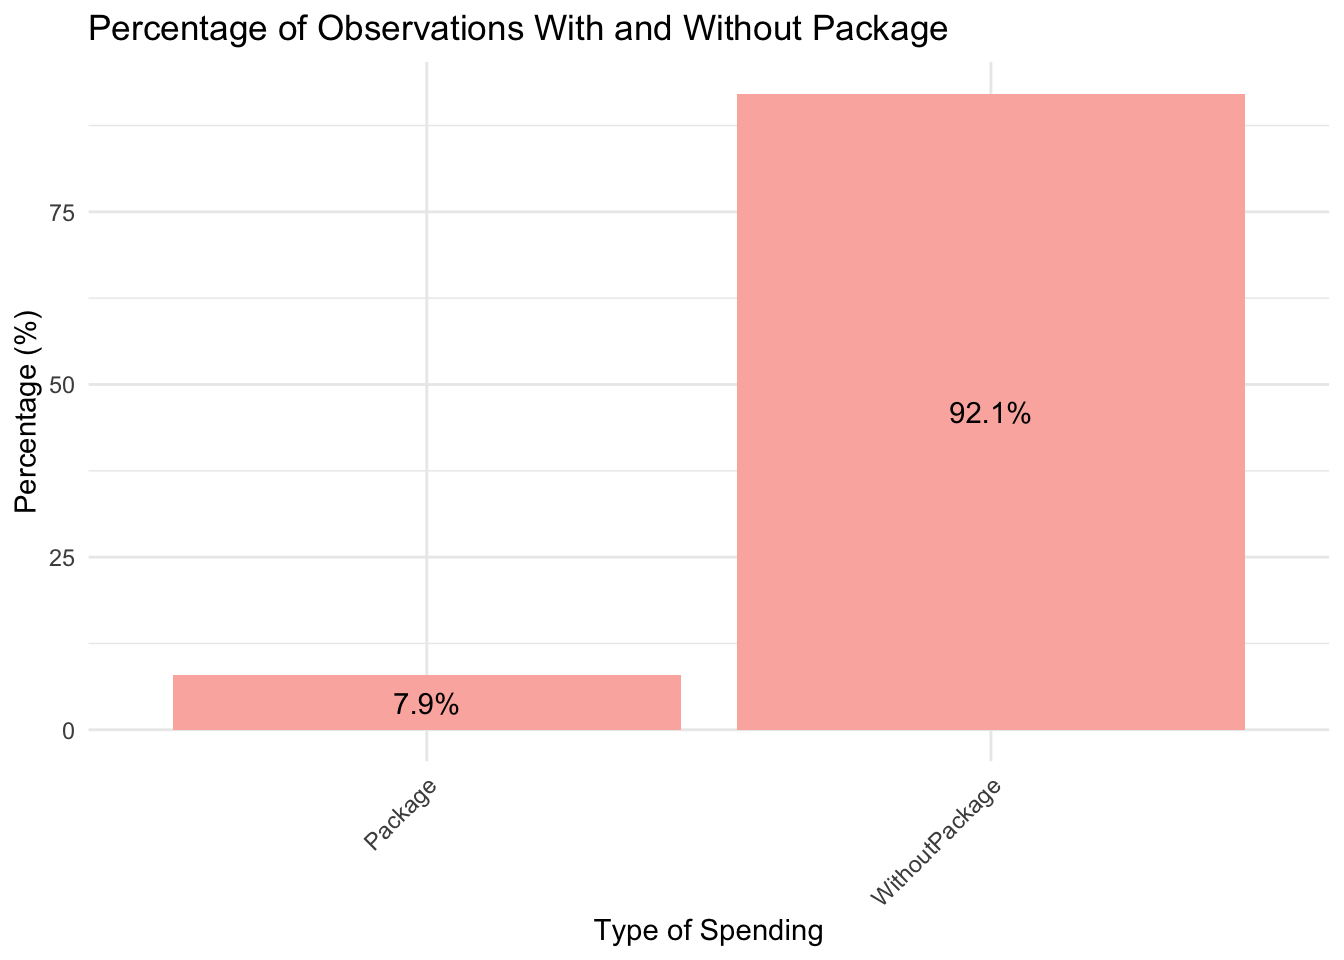 Percentage of Observations With and Without Package
Percentage (%)
75
50
25
0
92.1%
7.9%
Package
WithoutPackage
Type of Spending